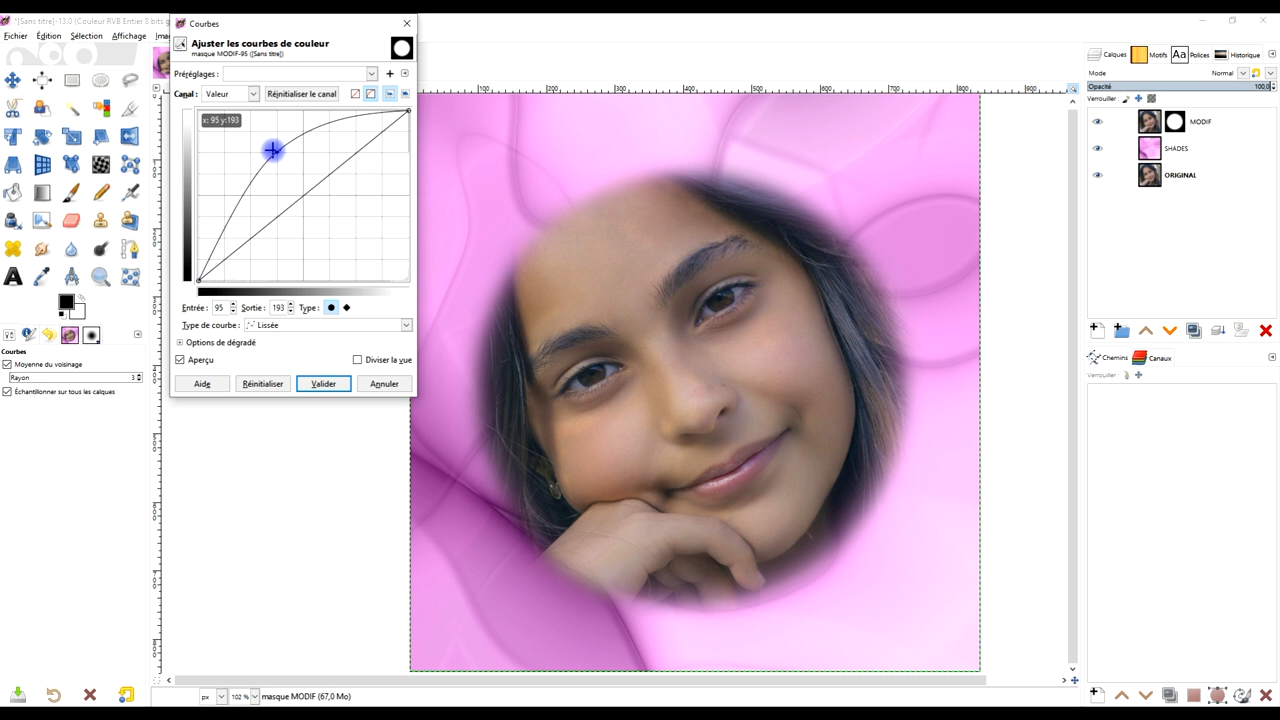 *[Sans titre]-13.0 (Couleur RVB Entier 8 bits g
Fichier Édition Sélection Affichage Ima
Courbes
Ajuster les courbes de couleur
masque MODIF-95 ([Sans titre])
Préréglages :
Canal : Valeur Réinitialiser le canal
x: 95 y:193
Entrée : 95 Sortie : 193 Type :
Type de courbe : Lissée
Options de dégradé
Aperçu Diviser la vue
Aide Réinitialiser Valider Annuler
Courbes
Moyenne du voisinage
Rayon 3
Échantillonner sur tous les calques
100 200 300 400 500 600 700 800 900
px 102 % masque MODIF (67,0 Mo)
Calques Motifs Aa Polices Historique
Mode Normal
Opacité 100,0
Verrouiller :
MODIF
SHADES
ORIGINAL
Chemins Canaux
Verrouiller :